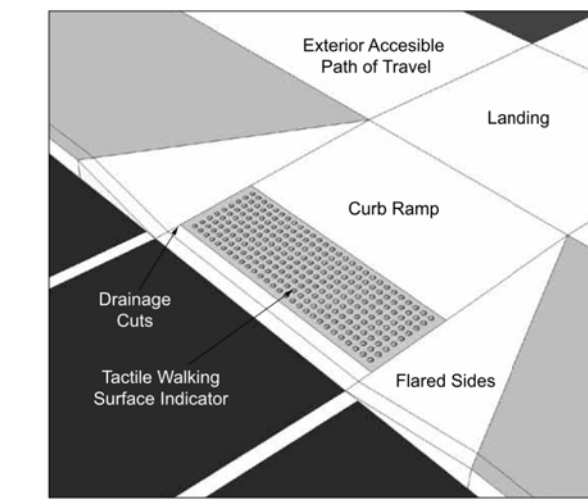 Exterior Accesible
Path of Travel
Landing
Curb Ramp
Drainage
Cuts
Tactile Walking
Surface Indicator
Flared Sides